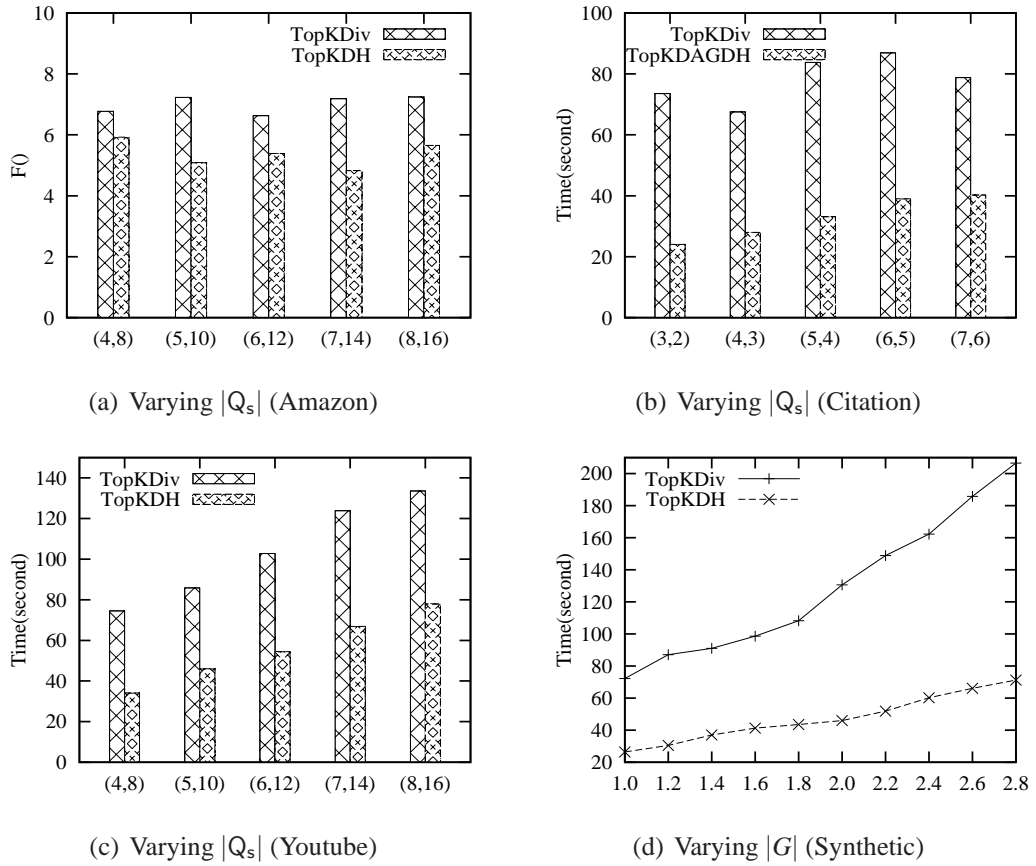 10
8
6
4
2
0
F()
TopKDiv
TopKDH
(4,8) (5,10) (6,12) (7,14) (8,16)
(a) Varying |Qs| (Amazon)
100
80
60
40
20
0
Time(second)
TopKDiv
TopKDAGDH
(3,2) (4,3) (5,4) (6,5) (7,6)
(b) Varying |Qs| (Citation)
140
120
100
80
60
40
20
0
Time(second)
TopKDiv
TopKDH
(4,8) (5,10) (6,12) (7,14) (8,16)
(c) Varying |Qs| (Youtube)
200
180
160
140
120
100
80
60
40
20
Time(second)
TopKDiv
TopKDH
1.0 1.2 1.4 1.6 1.8 2.0 2.2 2.4 2.6 2.8
(d) Varying |G| (Synthetic)